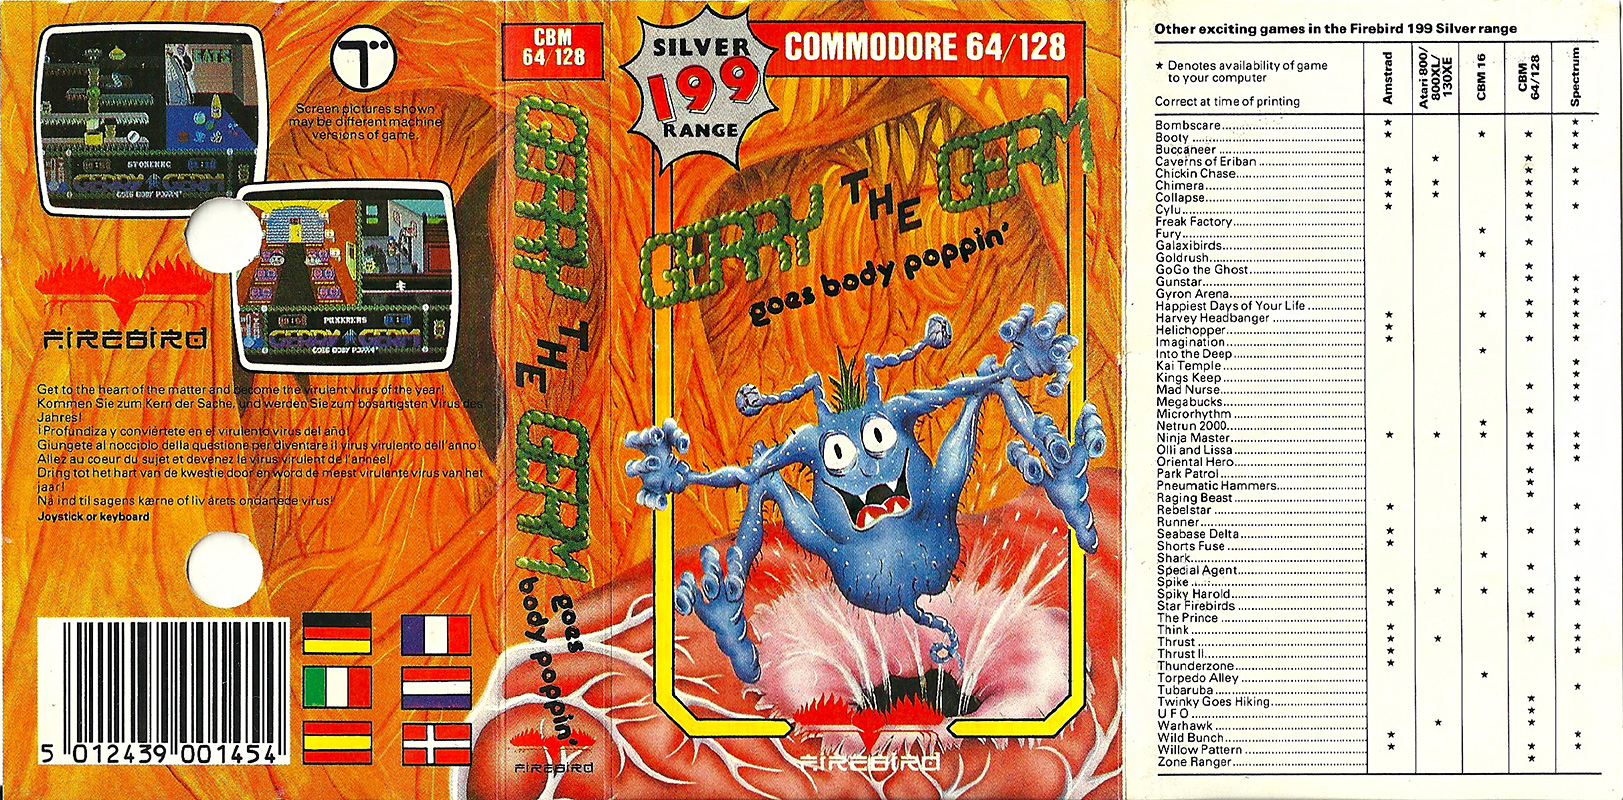 Screen pictures shown
may be different machine
versions of game.
STONENEC
GERRY THE GERM
GOES BODY POPPIN'
GERRY THE GERM
GOES BODY POPPIN'
FIREBIRD
Get to the heart of the matter and become the virulent virus of the year!
Kommen Sie zum Kern der Sache, und werden Sie zum bösartigsten Virus des
Jahres!
¡Profundiza y conviértete en el virulento virus del año!
Giungete al nocciolo della questione per diventare il virus virulento dell'anno!
Allez au coeur du sujet et devenez le virus virulent de l'année!
Dring tot het hart van de kwestie door en word de meest virulente virus van het
jaar!
Nå ind til sagens kærne of liv årets ondartede virus!
Joystick or keyboard
5 012439 001454
CBM
64/128
GERRY THE GERM
goes
body poppin'
FIREBIRD
SILVER
199
RANGE
COMMODORE 64/128
GERRY THE GERM
goes body poppin'
FIREBIRD
Other exciting games in the Firebird 199 Silver range
★ Denotes availability of game
to your computer
Correct at time of printing
Amstrad
Atari 800/
800XL/
130XE
CBM 16
CBM
64/128
Spectrum
Bombscare ★ ★
Booty ★ ★ ★ ★
Buccaneer ★
Caverns of Eriban ★ ★
Chickin Chase ★ ★ ★
Chimera ★ ★ ★ ★
Collapse ★ ★ ★
Cylu ★ ★ ★
Freak Factory ★
Fury ★
Galaxibirds ★
Goldrush ★
GoGo the Ghost ★
Gunstar ★ ★
Gyron Arena ★
Happiest Days of Your Life ★ ★
Harvey Headbanger ★ ★ ★ ★
Helichopper ★ ★
Imagination ★ ★ ★
Into the Deep ★
Kai Temple ★
Kings Keep ★
Mad Nurse ★ ★
Megabucks ★
Microrhythm ★
Netrun 2000 ★
Ninja Master ★ ★ ★ ★ ★
Olli and Lissa ★ ★
Oriental Hero ★
Park Patrol ★
Pneumatic Hammers ★
Raging Beast ★
Rebelstar ★ ★
Runner ★
Seabase Delta ★ ★ ★
Shorts Fuse ★ ★
Shark ★
Special Agent ★
Spike ★
Spiky Harold ★ ★ ★ ★ ★
Star Firebirds ★ ★
The Prince ★
Think ★ ★
Thrust ★ ★ ★ ★
Thrust II ★ ★
Thunderzone ★
Torpedo Alley ★
Tubaruba ★
Twinky Goes Hiking ★
U F O ★
Warhawk ★ ★
Wild Bunch ★ ★
Willow Pattern ★ ★ ★
Zone Ranger ★